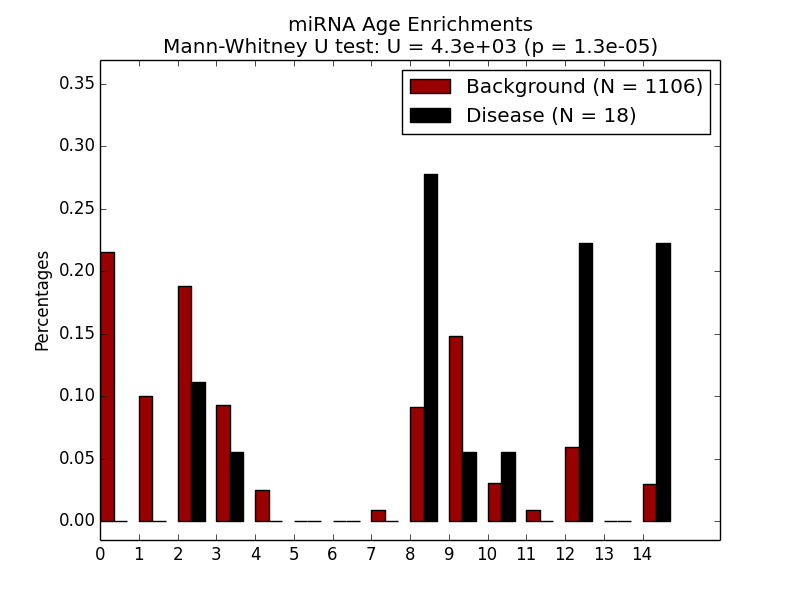 miRNA Age Enrichments
Mann-Whitney U test: U = 4.3e+03 (p = 1.3e-05)
Background (N = 1106)
Disease (N = 18)
Percentages
0.35
0.30
0.25
0.20
0.15
0.10
0.05
0.00
0 1 2 3 4 5 6 7 8 9 10 11 12 13 14